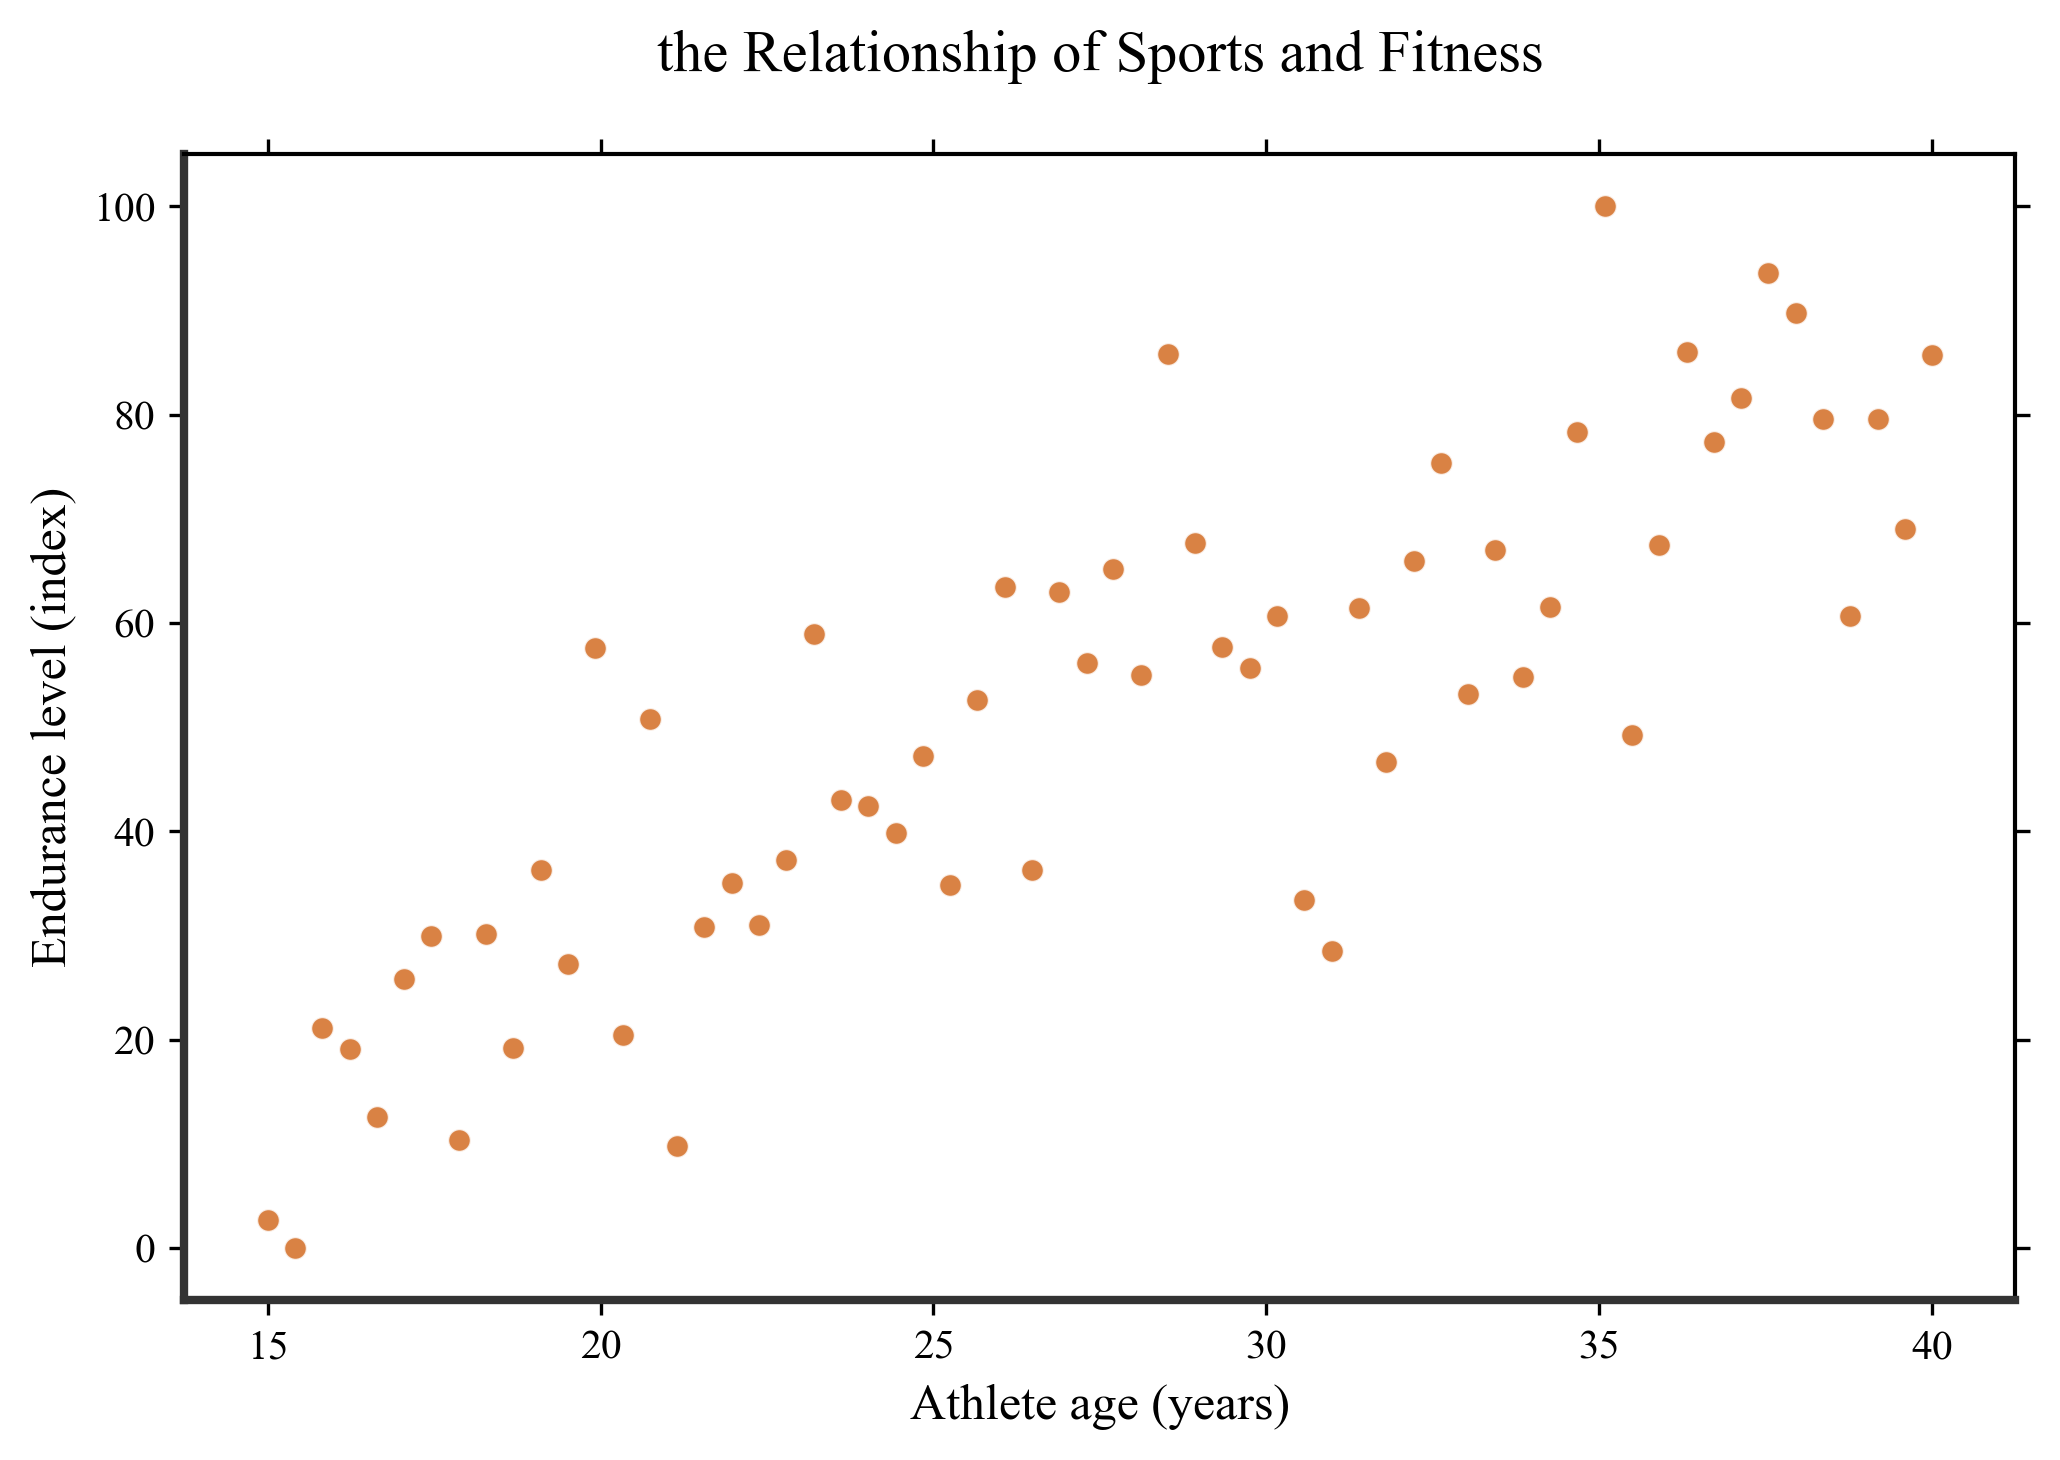 the Relationship of Sports and Fitness
100
80
60
40
20
0
Endurance level (index)
15 20 25 30 35 40
Athlete age (years)